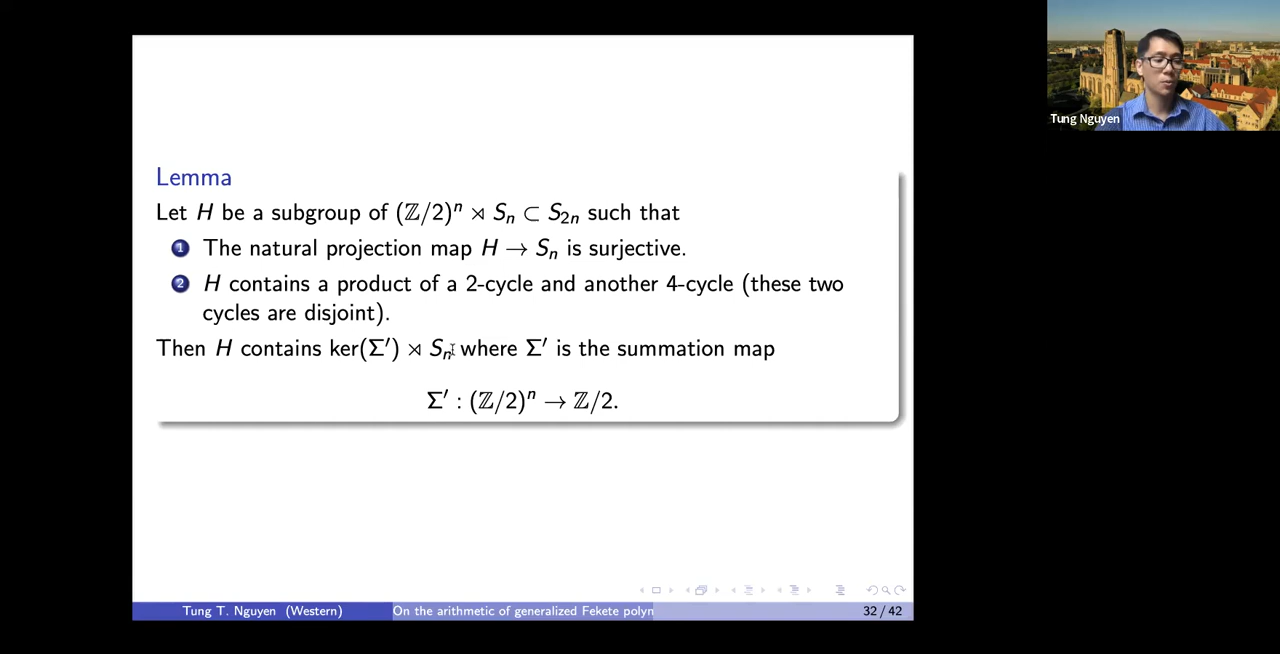 Tung Nguyen
Lemma
Let H be a subgroup of (ℤ/2)ⁿ ⋊ Sₙ ⊂ S₂ₙ such that
1 The natural projection map H → Sₙ is surjective.
2 H contains a product of a 2-cycle and another 4-cycle (these two
cycles are disjoint).
Then H contains ker(Σ′) ⋊ Sₙ where Σ′ is the summation map
Σ′ : (ℤ/2)ⁿ → ℤ/2.
Tung T. Nguyen (Western) On the arithmetic of generalized Fekete polyn 32 / 42